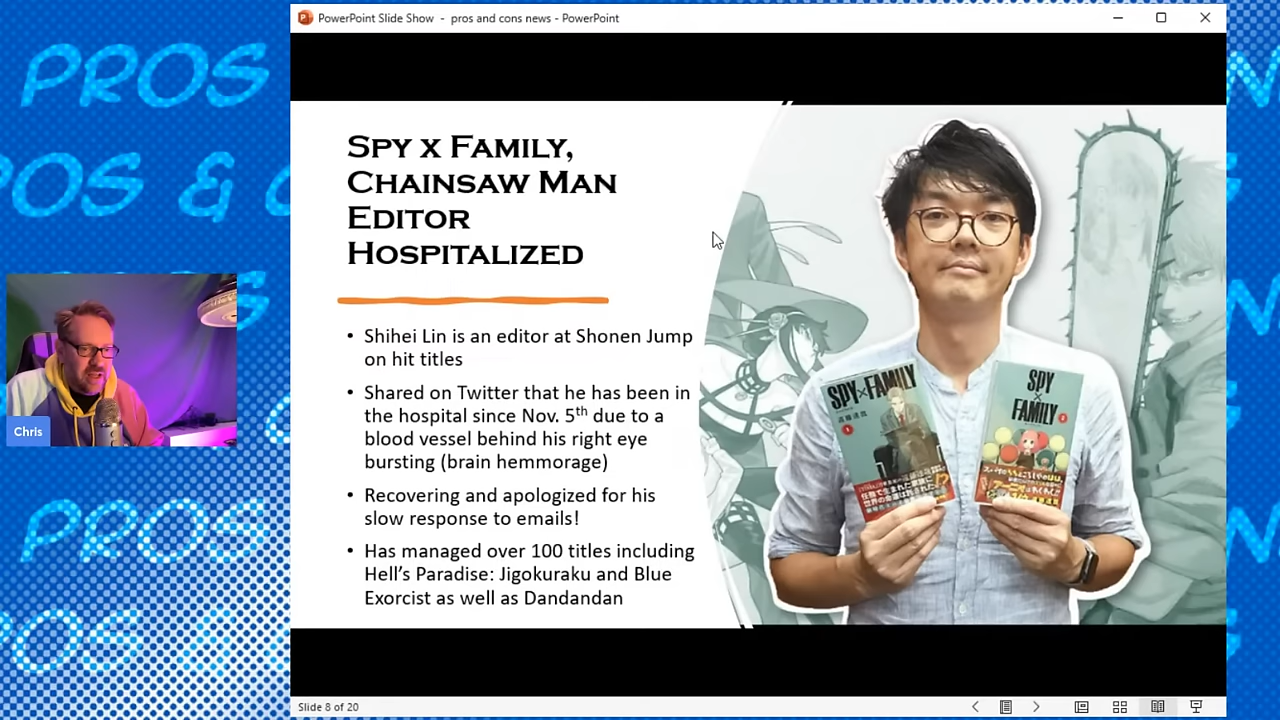 PowerPoint Slide Show - pros and cons news - PowerPoint
PROS
POS & C
Spy x Family,
Chainsaw Man
Editor
Hospitalized
• Shihei Lin is an editor at Shonen Jump
on hit titles
• Shared on Twitter that he has been in
the hospital since Nov. 5th due to a
blood vessel behind his right eye
bursting (brain hemmorage)
• Recovering and apologized for his
slow response to emails!
• Has managed over 100 titles including
Hell's Paradise: Jigokuraku and Blue
Exorcist as well as Dandandan
SPY×FAMILY
SPY
×
FAMILY
Chris
PROS
Slide 8 of 20